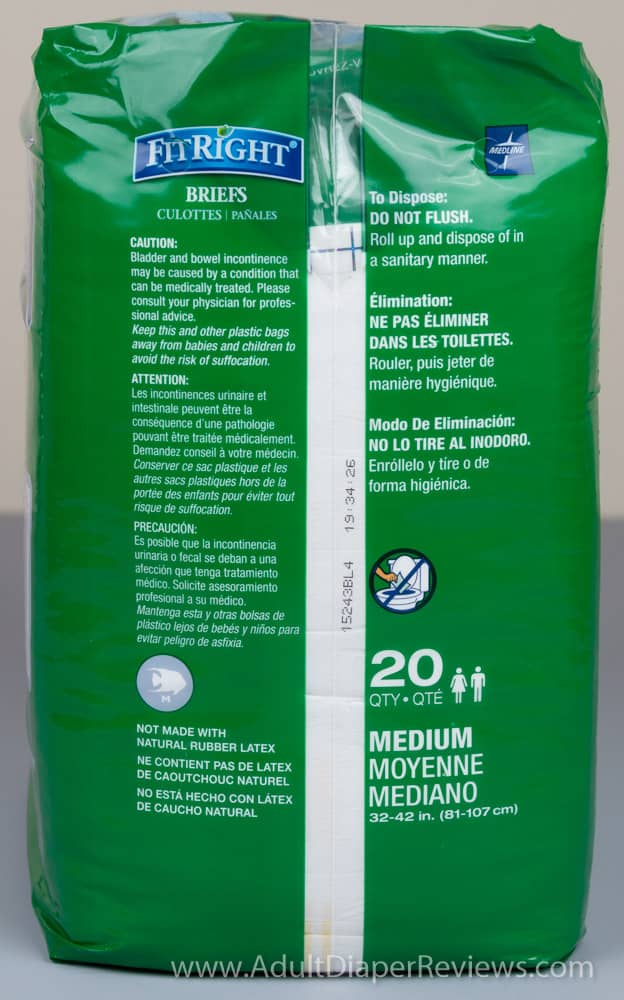 FITRIGHT®
BRIEFS
CULOTTES | PAÑALES
CAUTION:
Bladder and bowel incontinence
may be caused by a condition that
can be medically treated. Please
consult your physician for profes-
sional advice.
Keep this and other plastic bags
away from babies and children to
avoid the risk of suffocation.
ATTENTION:
Les incontinences urinaire et
intestinale peuvent être la
conséquence d'une pathologie
pouvant être traitée médicalement.
Demandez conseil à votre médecin.
Conserver ce sac plastique et les
autres sacs plastiques hors de la
portée des enfants pour éviter tout
risque de suffocation.
PRECAUCIÓN:
Es posible que la incontinencia
urinaria o fecal se deban a una
afección que tenga tratamiento
médico. Solicite asesoramiento
profesional a su médico.
Mantenga esta y otras bolsas de
plástico lejos de bebés y niños para
evitar peligro de asfixia.
M
NOT MADE WITH
NATURAL RUBBER LATEX
NE CONTIENT PAS DE LATEX
DE CAOUTCHOUC NATUREL
NO ESTÁ HECHO CON LÁTEX
DE CAUCHO NATURAL
15243BL4 19:34:26
MEDLINE
To Dispose:
DO NOT FLUSH.
Roll up and dispose of in
a sanitary manner.
Élimination:
NE PAS ÉLIMINER
DANS LES TOILETTES.
Rouler, puis jeter de
manière hygiénique.
Modo De Eliminación:
NO LO TIRE AL INODORO.
Enróllelo y tire o de
forma higiénica.
20
QTY • QTÉ
MEDIUM
MOYENNE
MEDIANO
32-42 in. (81-107 cm)
www.AdultDiaperReviews.com